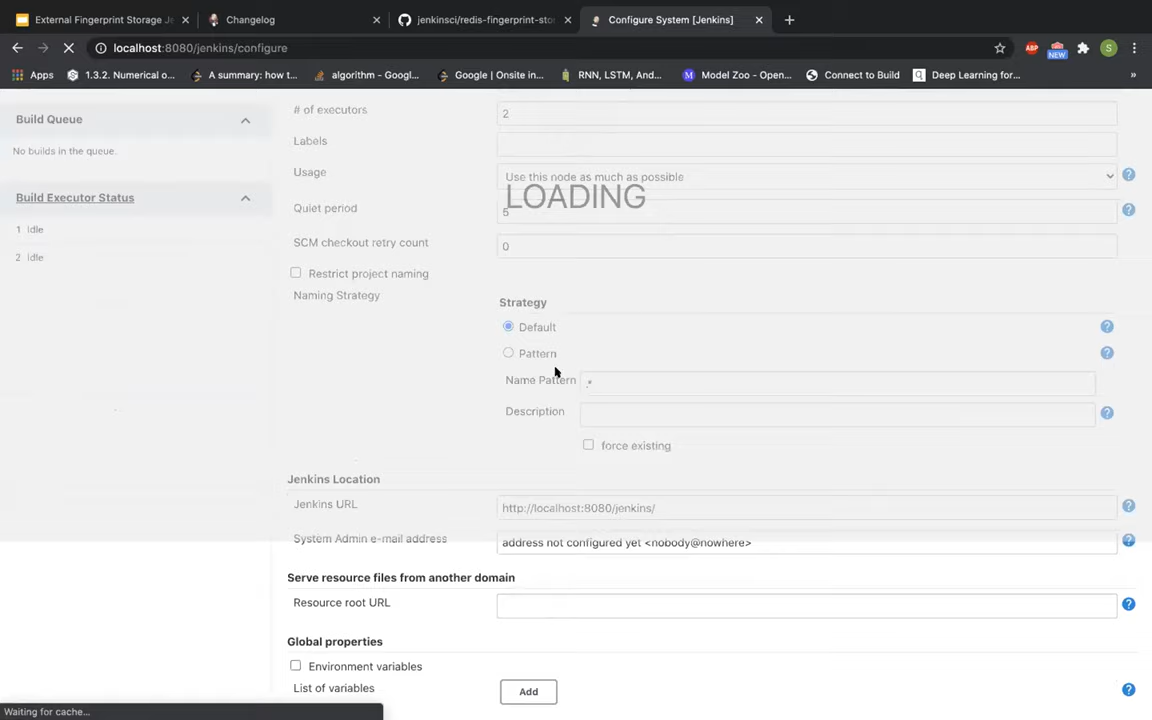 External Fingerprint Storage Je
Changelog
jenkinsci/redis-fingerprint-sto
Configure System [Jenkins]
localhost:8080/jenkins/configure
ABP
NEW
S
Apps
1.3.2. Numerical o...
A summary: how t...
algorithm - Googl...
Google | Onsite in...
RNN, LSTM, And...
Model Zoo - Open...
Connect to Build
Deep Learning for...
»
Build Queue
No builds in the queue.
Build Executor Status
1 Idle
2 Idle
# of executors
2
Labels
Usage
Use this node as much as possible
LOADING
Quiet period
5
SCM checkout retry count
0
Restrict project naming
Naming Strategy
Strategy
Default
Pattern
Name Pattern
.*
Description
force existing
Jenkins Location
Jenkins URL
http://localhost:8080/jenkins/
System Admin e-mail address
address not configured yet <nobody@nowhere>
Serve resource files from another domain
Resource root URL
Global properties
Environment variables
List of variables
Add
Waiting for cache...